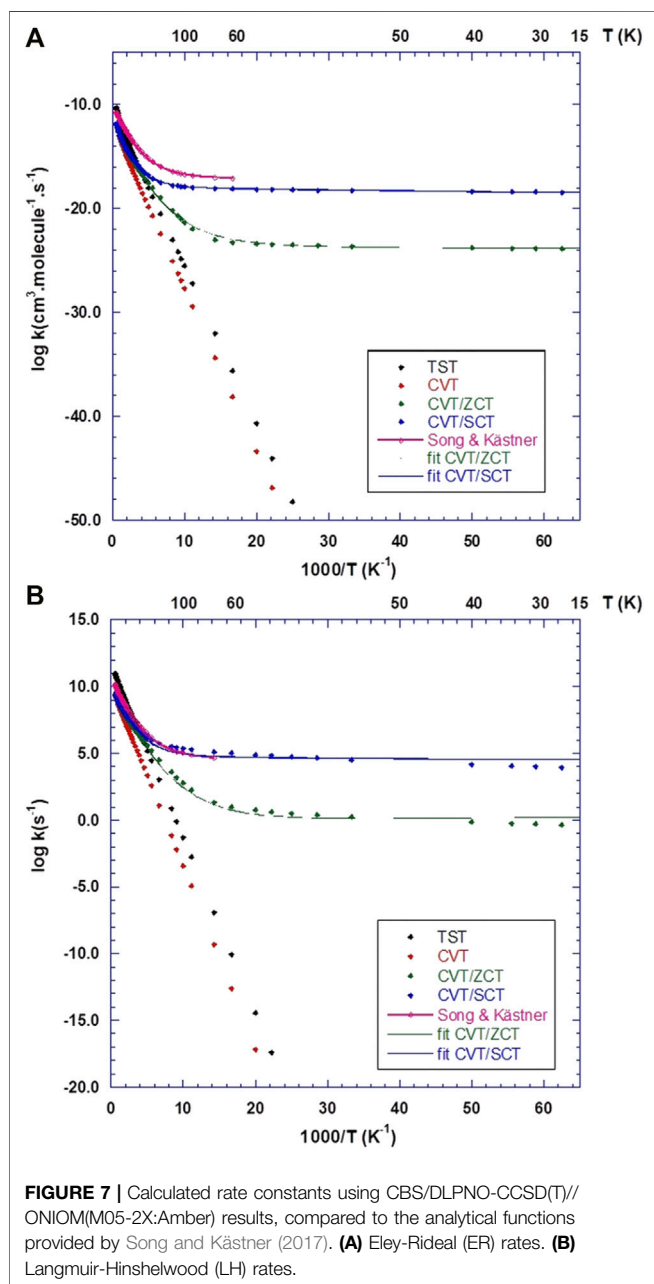 A
100 60 50 40 30 15 T (K)
-10.0
-20.0
-30.0
-40.0
-50.0
log k(cm³.molecule⁻¹.s⁻¹)
TST
CVT
CVT/ZCT
CVT/SCT
Song & Kästner
fit CVT/ZCT
fit CVT/SCT
0 10 20 30 40 50 60
1000/T (K⁻¹)
B
100 60 50 40 30 15 T (K)
15.0
10.0
5.0
0.0
-5.0
-10.0
-15.0
-20.0
log k(s⁻¹)
TST
CVT
CVT/ZCT
CVT/SCT
Song & Kästner
fit CVT/ZCT
fit CVT/SCT
0 10 20 30 40 50 60
1000/T (K⁻¹)
FIGURE 7 | Calculated rate constants using CBS/DLPNO-CCSD(T)//
ONIOM(M05-2X:Amber) results, compared to the analytical functions
provided by Song and Kästner (2017). (A) Eley-Rideal (ER) rates. (B)
Langmuir-Hinshelwood (LH) rates.